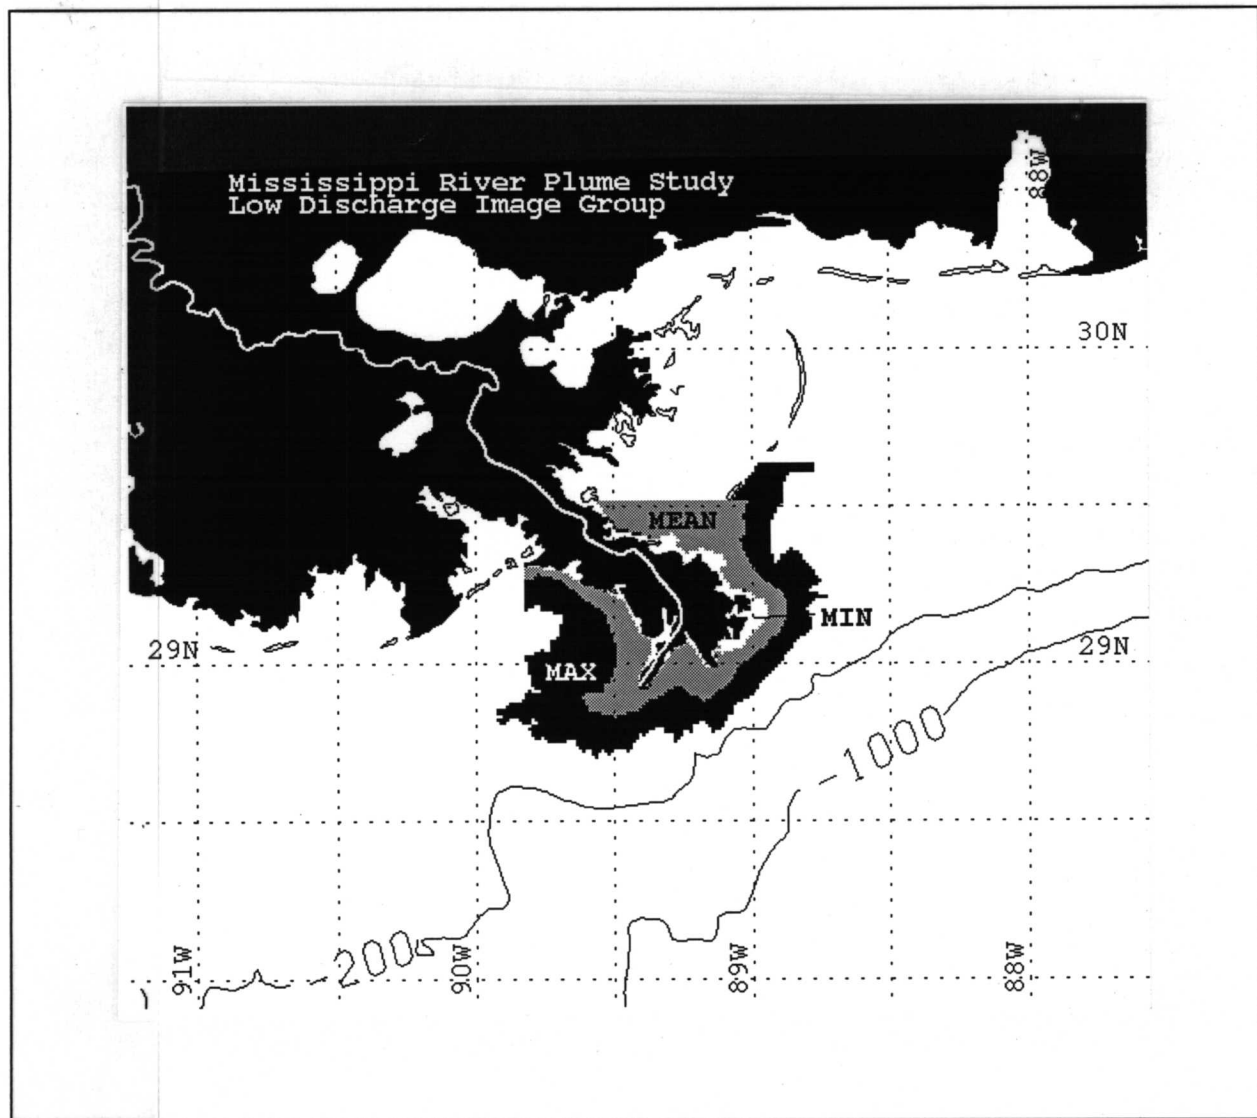 Mississippi River Plume Study
Low Discharge Image Group
88W
30N
MEAN
MIN
29N
29N
MAX
-1000
-200
91W
90W
89W
88W